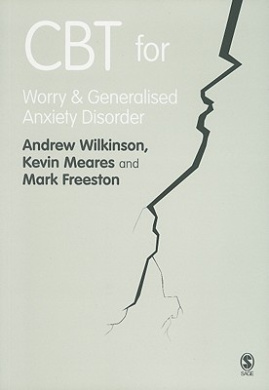 CBT for
Worry & Generalised
Anxiety Disorder
Andrew Wilkinson,
Kevin Meares and
Mark Freeston
SAGE